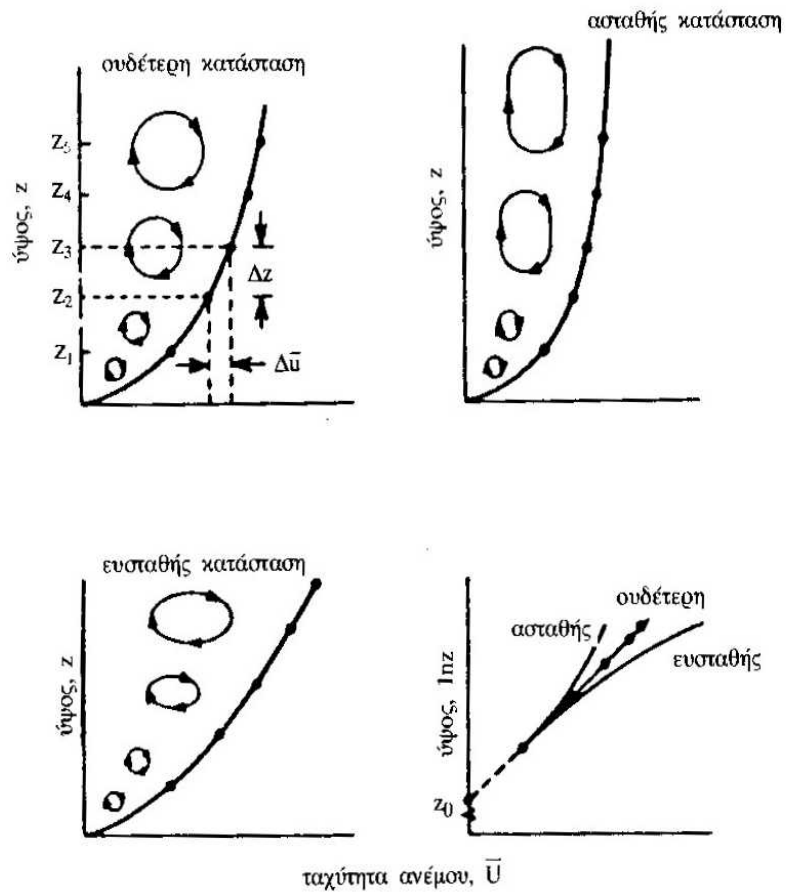 ουδέτερη κατάσταση
ύψος, z
Z5
Z4
Z3
Z2
Z1
Δz
Δū
ασταθής κατάσταση
ύψος, z
ευσταθής κατάσταση
ύψος, z
ύψος, lnz
ασταθής
ουδέτερη
ευσταθής
z0
ταχύτητα ανέμου, Ū